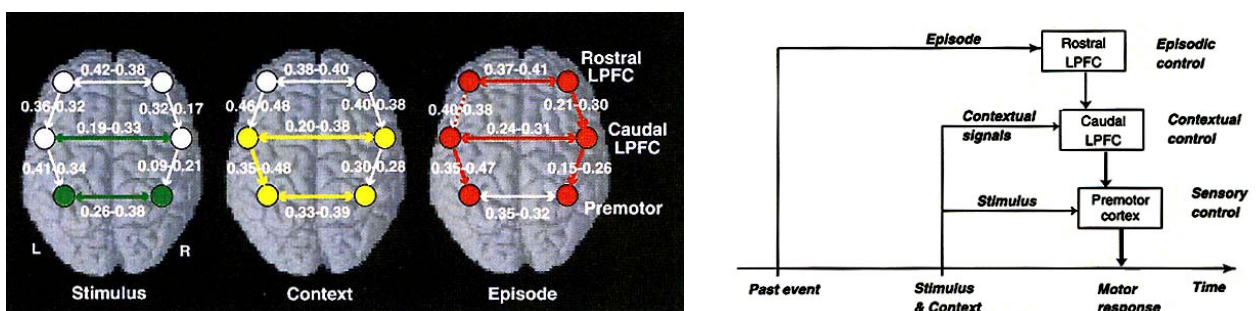 0.42-0.38
0.36-0.32
0.32-0.17
0.19-0.33
0.41-0.34
0.09-0.21
0.26-0.38
L
R
Stimulus
0.38-0.40
0.46-0.48
0.40-0.38
0.20-0.38
0.35-0.48
0.30-0.28
0.33-0.39
Context
Rostral
LPFC
0.37-0.41
0.40-0.38
0.21-0.30
0.24-0.31
Caudal
LPFC
0.35-0.47
0.15-0.26
0.35-0.32
Premotor
Episode
Episode
Rostral
LPFC
Episodic
control
Contextual
signals
Caudal
LPFC
Contextual
control
Stimulus
Premotor
cortex
Sensory
control
Past event
Stimulus
& Context
Motor
response
Time